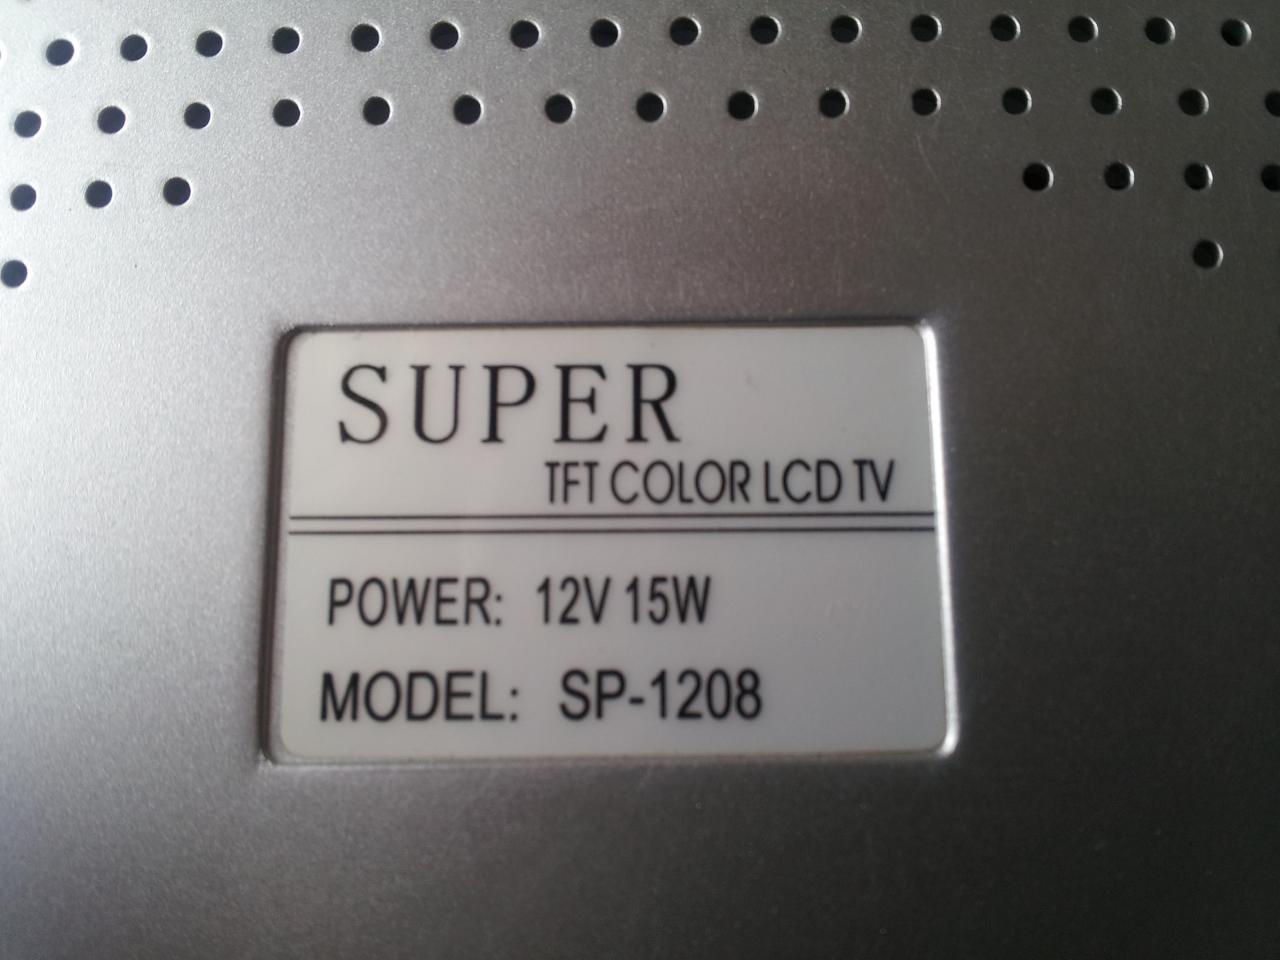 SUPER
TFT COLOR LCD TV
POWER: 12V 15W
MODEL: SP-1208